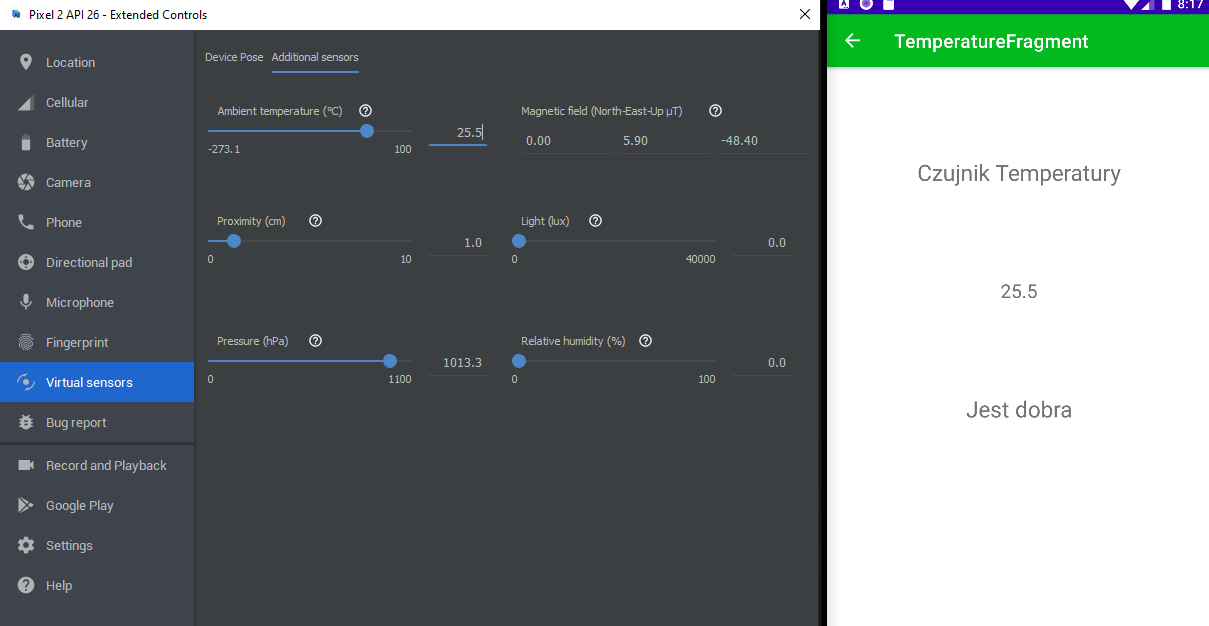 Pixel 2 API 26 - Extended Controls
8:17
TemperatureFragment
Location
Cellular
Battery
Camera
Phone
Directional pad
Microphone
Fingerprint
Virtual sensors
Bug report
Record and Playback
Google Play
Settings
Help
Device Pose Additional sensors
Ambient temperature (°C)
25.5
-273.1 100
Magnetic field (North-East-Up μT)
0.00 5.90 -48.40
Proximity (cm)
1.0
0 10
Light (lux)
0.0
0 40000
Pressure (hPa)
1013.3
0 1100
Relative humidity (%)
0.0
0 100
Czujnik Temperatury
25.5
Jest dobra